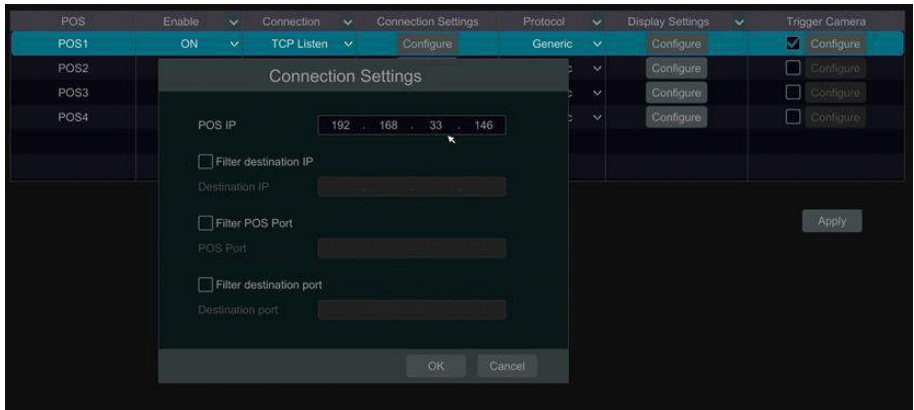 POS Enable Connection Connection Settings Protocol Display Settings Trigger Camera
POS1 ON TCP Listen Configure Generic Configure Configure
POS2 Configure Configure
POS3 Configure Configure
POS4 Configure Configure
Connection Settings
POS IP 192 . 168 . 33 . 146
Filter destination IP
Destination IP . . .
Filter POS Port
POS Port
Filter destination port
Destination port
Apply
OK Cancel